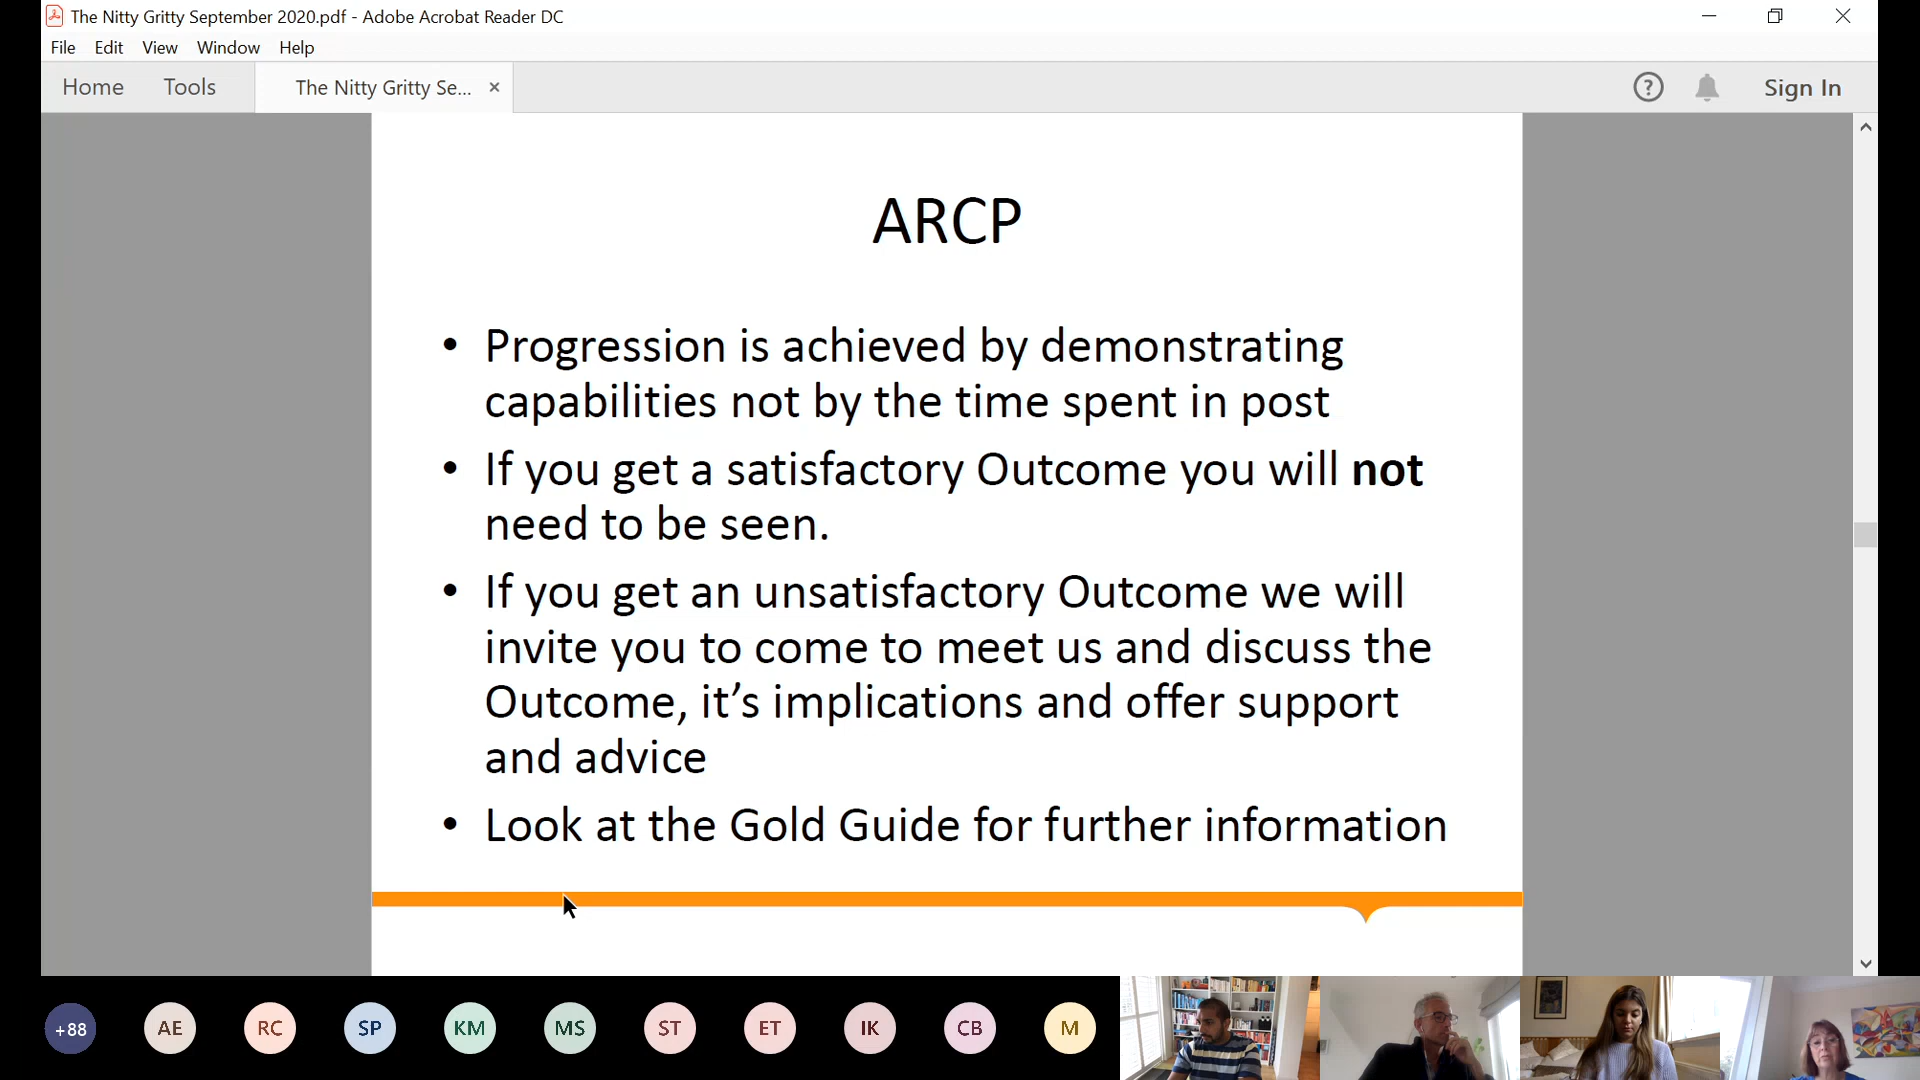 The Nitty Gritty September 2020.pdf - Adobe Acrobat Reader DC
File Edit View Window Help
Home Tools The Nitty Gritty Se... × ? Sign In
ARCP
• Progression is achieved by demonstrating
capabilities not by the time spent in post
• If you get a satisfactory Outcome you will not
need to be seen.
• If you get an unsatisfactory Outcome we will
invite you to come to meet us and discuss the
Outcome, it’s implications and offer support
and advice
• Look at the Gold Guide for further information
+88 AE RC SP KM MS ST ET IK CB M